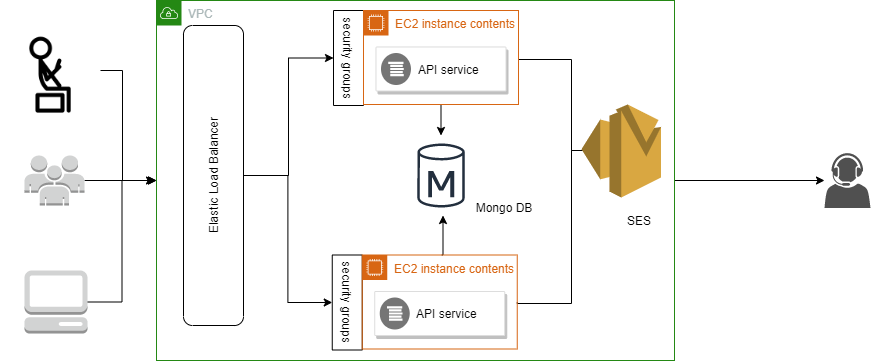 VPC
Elastic Load Balancer
security groups
EC2 instance contents
API service
M
Mongo DB
SES
security groups
EC2 instance contents
API service